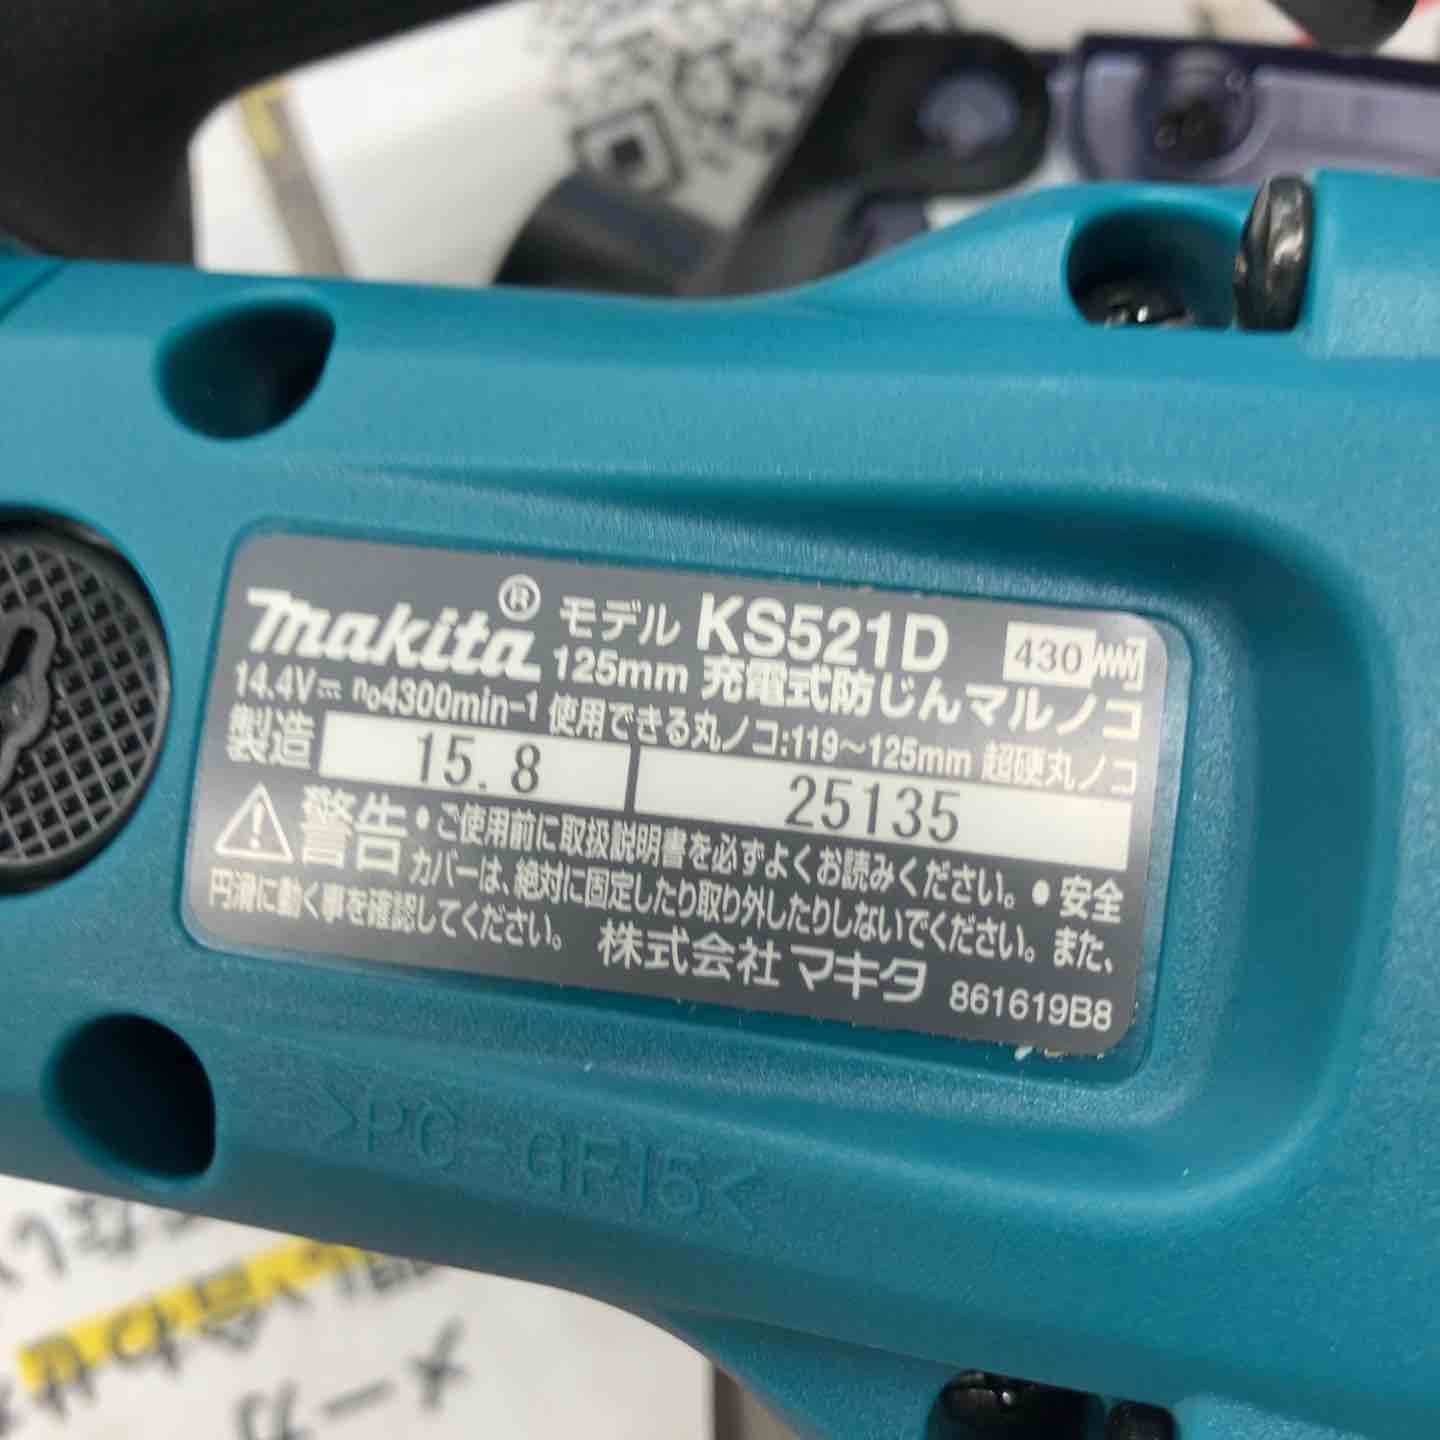 makita® モデル KS521D 430
125mm 充電式防じんマルノコ
14.4V⎓ n₀4300min-1 使用できる丸ノコ:119~125mm 超硬丸ノコ
製造 15.8 25135
警告 • ご使用前に取扱説明書を必ずよくお読みください。 • 安全
カバーは、絶対に固定したり取り外したりしないでください。また、
円滑に動く事を確認してください。 株式会社マキタ 861619B8
>PC-GF15<
メーカ